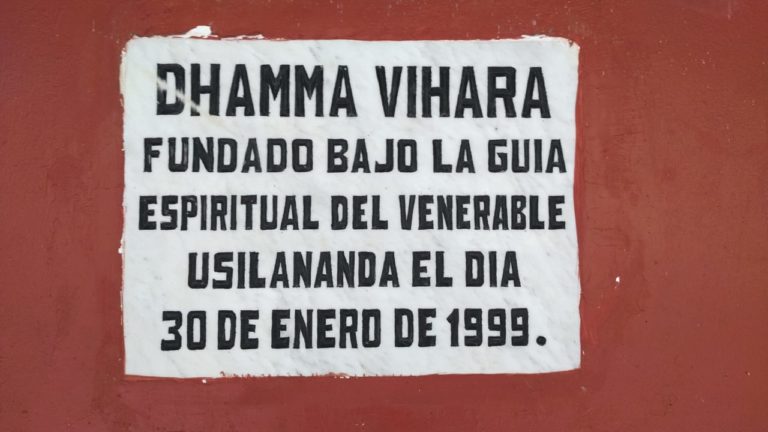 DHAMMA VIHARA
FUNDADO BAJO LA GUIA
ESPIRITUAL DEL VENERABLE
USILANANDA EL DIA
30 DE ENERO DE 1999.